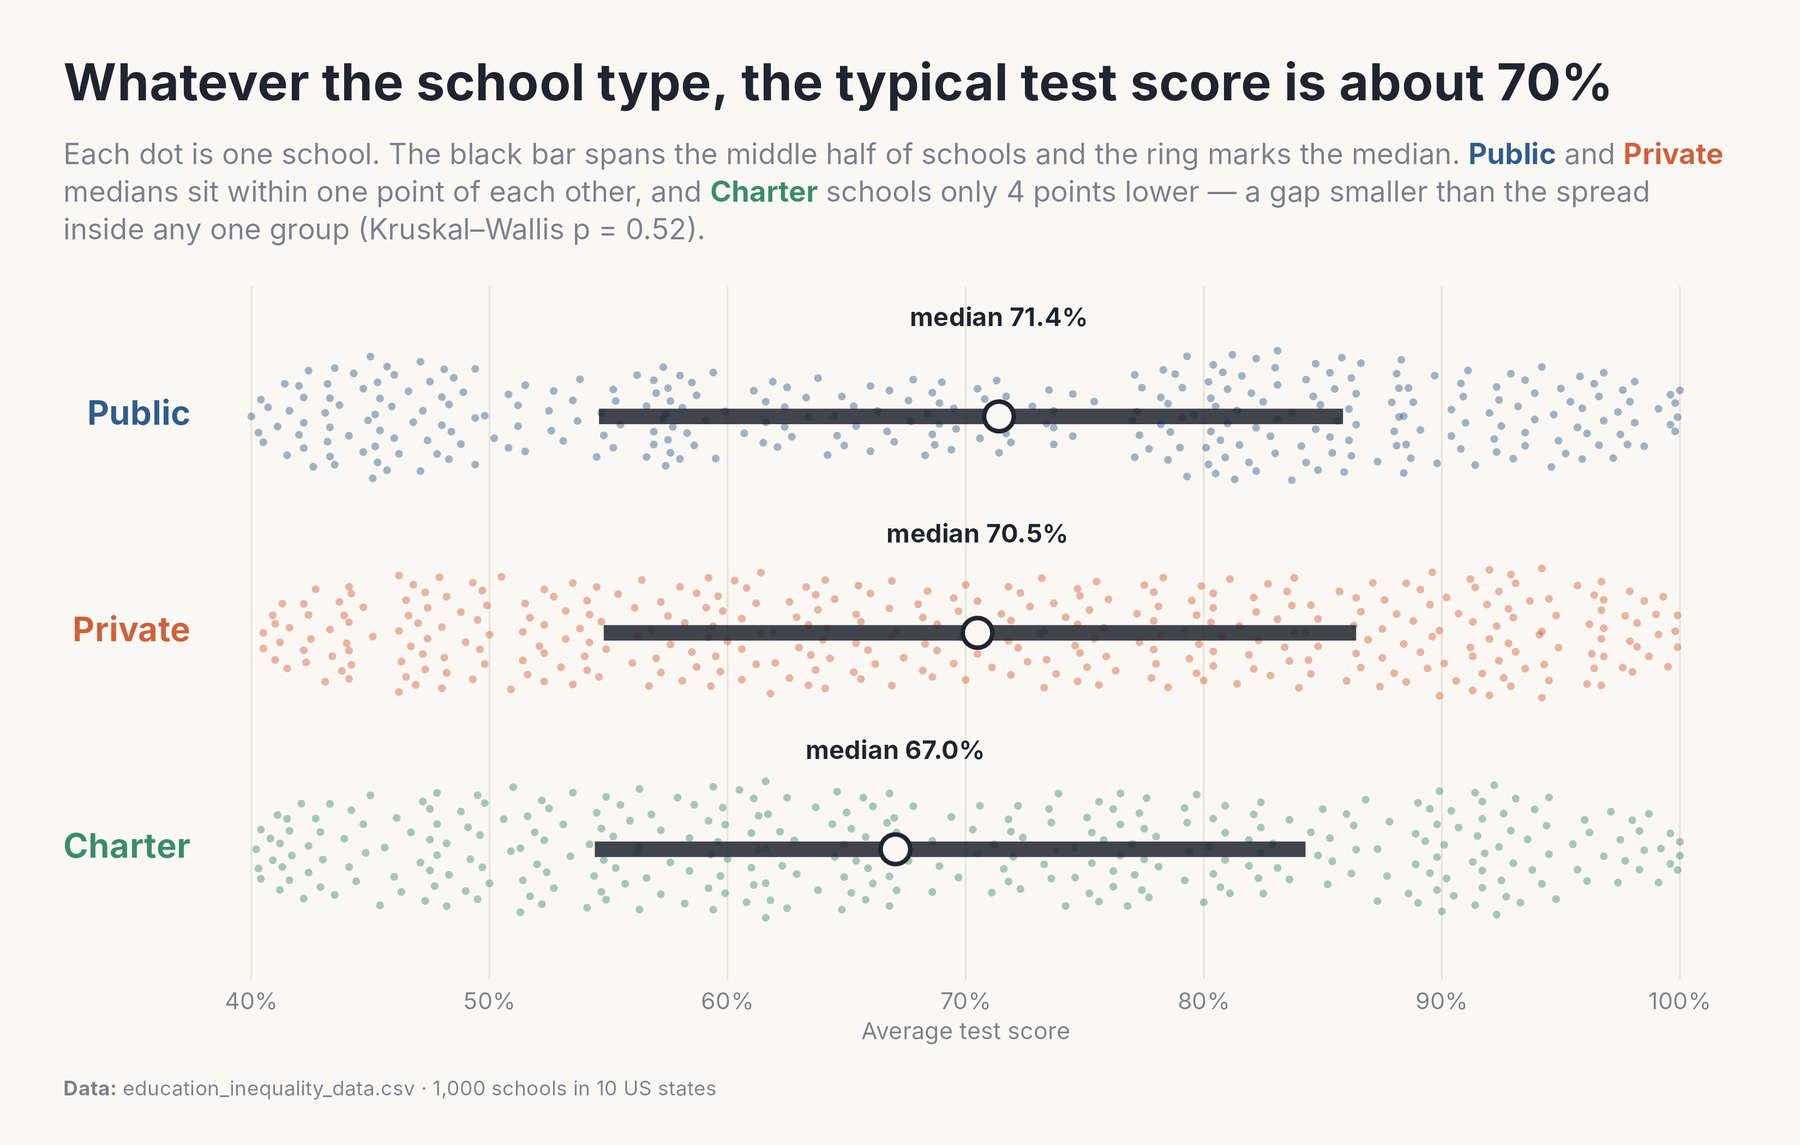 Whatever the school type, the typical test score is about 70%
Each dot is one school. The black bar spans the middle half of schools and the ring marks the median. Public and Private
medians sit within one point of each other, and Charter schools only 4 points lower — a gap smaller than the spread
inside any one group (Kruskal–Wallis p = 0.52).
median 71.4%
Public
median 70.5%
Private
median 67.0%
Charter
40% 50% 60% 70% 80% 90% 100%
Average test score
Data: education_inequality_data.csv · 1,000 schools in 10 US states